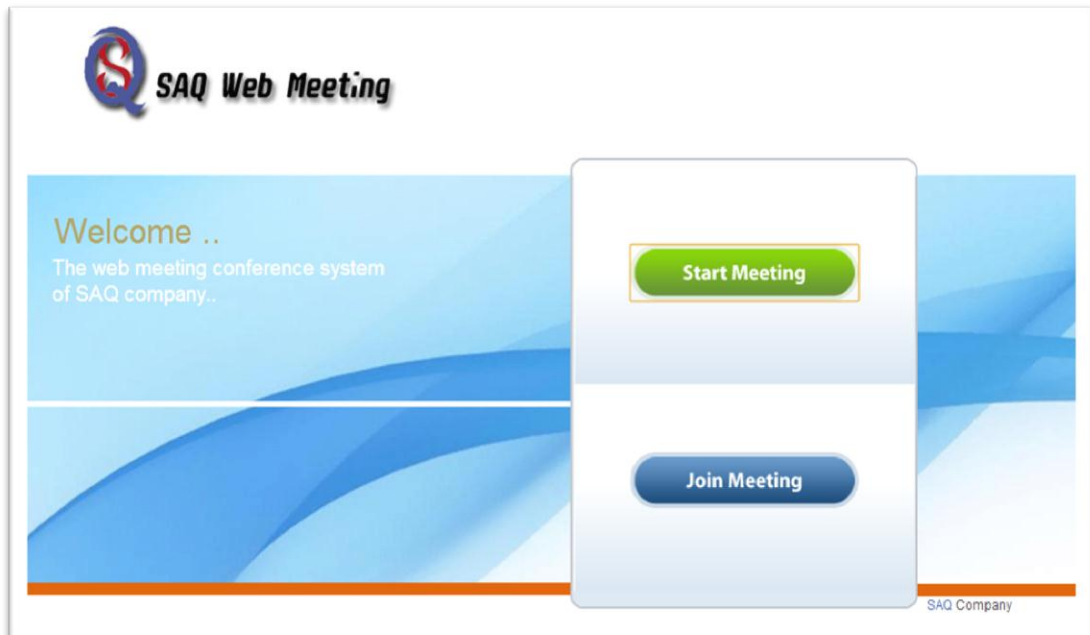 SAQ Web Meeting
Welcome ..
The web meeting conference system
of SAQ company..
Start Meeting
Join Meeting
SAQ Company